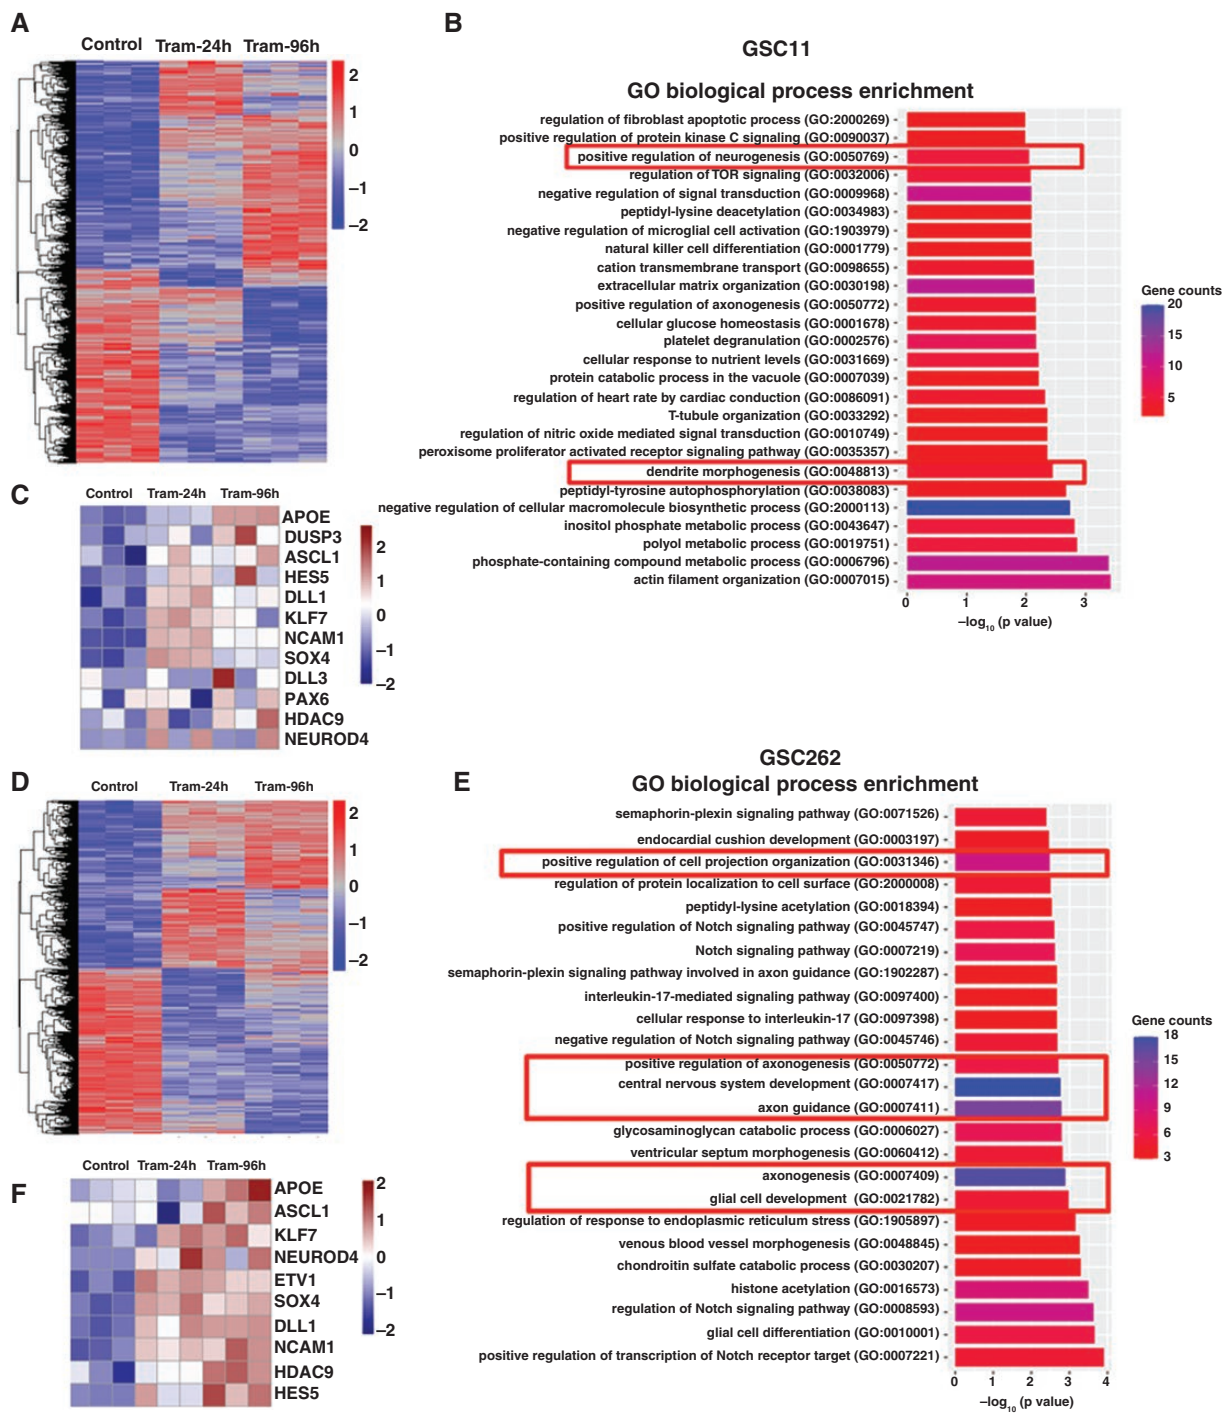 A
Control Tram-24h Tram-96h
2
1
0
−1
−2
B
GSC11
GO biological process enrichment
regulation of fibroblast apoptotic process (GO:2000269)
positive regulation of protein kinase C signaling (GO:0090037)
positive regulation of neurogenesis (GO:0050769)
regulation of TOR signaling (GO:0032006)
negative regulation of signal transduction (GO:0009968)
peptidyl-lysine deacetylation (GO:0034983)
negative regulation of microglial cell activation (GO:1903979)
natural killer cell differentiation (GO:0001779)
cation transmembrane transport (GO:0098655)
extracellular matrix organization (GO:0030198)
positive regulation of axonogenesis (GO:0050772)
cellular glucose homeostasis (GO:0001678)
platelet degranulation (GO:0002576)
cellular response to nutrient levels (GO:0031669)
protein catabolic process in the vacuole (GO:0007039)
regulation of heart rate by cardiac conduction (GO:0086091)
T-tubule organization (GO:0033292)
regulation of nitric oxide mediated signal transduction (GO:0010749)
peroxisome proliferator activated receptor signaling pathway (GO:0035357)
dendrite morphogenesis (GO:0048813)
peptidyl-tyrosine autophosphorylation (GO:0038083)
negative regulation of cellular macromolecule biosynthetic process (GO:2000113)
inositol phosphate metabolic process (GO:0043647)
polyol metabolic process (GO:0019751)
phosphate-containing compound metabolic process (GO:0006796)
actin filament organization (GO:0007015)
0 1 2 3
−log10 (p value)
Gene counts
20
15
10
5
C
Control Tram-24h Tram-96h
APOE
DUSP3
ASCL1
HES5
DLL1
KLF7
NCAM1
SOX4
DLL3
PAX6
HDAC9
NEUROD4
2
1
0
−1
−2
D
Control Tram-24h Tram-96h
2
1
0
−1
−2
E
GSC262
GO biological process enrichment
semaphorin-plexin signaling pathway (GO:0071526)
endocardial cushion development (GO:0003197)
positive regulation of cell projection organization (GO:0031346)
regulation of protein localization to cell surface (GO:2000008)
peptidyl-lysine acetylation (GO:0018394)
positive regulation of Notch signaling pathway (GO:0045747)
Notch signaling pathway (GO:0007219)
semaphorin-plexin signaling pathway involved in axon guidance (GO:1902287)
interleukin-17-mediated signaling pathway (GO:0097400)
cellular response to interleukin-17 (GO:0097398)
negative regulation of Notch signaling pathway (GO:0045746)
positive regulation of axonogenesis (GO:0050772)
central nervous system development (GO:0007417)
axon guidance (GO:0007411)
glycosaminoglycan catabolic process (GO:0006027)
ventricular septum morphogenesis (GO:0060412)
axonogenesis (GO:0007409)
glial cell development (GO:0021782)
regulation of response to endoplasmic reticulum stress (GO:1905897)
venous blood vessel morphogenesis (GO:0048845)
chondroitin sulfate catabolic process (GO:0030207)
histone acetylation (GO:0016573)
regulation of Notch signaling pathway (GO:0008593)
glial cell differentiation (GO:0010001)
positive regulation of transcription of Notch receptor target (GO:0007221)
0 1 2 3 4
−log10 (p value)
Gene counts
18
15
12
9
6
3
F
Control Tram-24h Tram-96h
APOE
ASCL1
KLF7
NEUROD4
ETV1
SOX4
DLL1
NCAM1
HDAC9
HES5
2
1
0
−1
−2